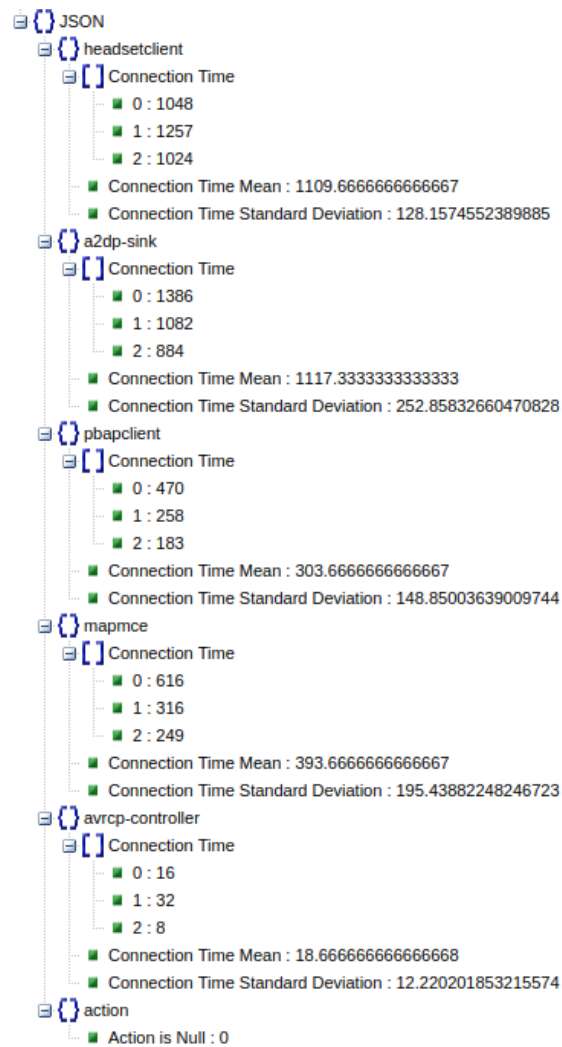 JSON
headsetclient
Connection Time
0 : 1048
1 : 1257
2 : 1024
Connection Time Mean : 1109.6666666666667
Connection Time Standard Deviation : 128.1574552389885
a2dp-sink
Connection Time
0 : 1386
1 : 1082
2 : 884
Connection Time Mean : 1117.3333333333333
Connection Time Standard Deviation : 252.85832660470828
pbapclient
Connection Time
0 : 470
1 : 258
2 : 183
Connection Time Mean : 303.6666666666667
Connection Time Standard Deviation : 148.85003639009744
mapmce
Connection Time
0 : 616
1 : 316
2 : 249
Connection Time Mean : 393.6666666666667
Connection Time Standard Deviation : 195.43882248246723
avrcp-controller
Connection Time
0 : 16
1 : 32
2 : 8
Connection Time Mean : 18.666666666666668
Connection Time Standard Deviation : 12.220201853215574
action
Action is Null : 0